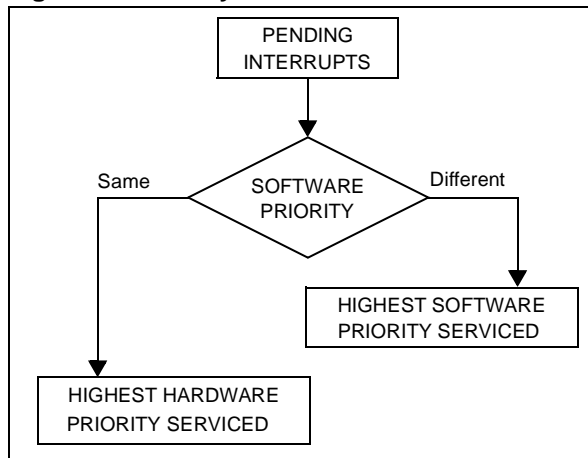 PENDING
INTERRUPTS
Same
SOFTWARE
PRIORITY
Different
HIGHEST SOFTWARE
PRIORITY SERVICED
HIGHEST HARDWARE
PRIORITY SERVICED